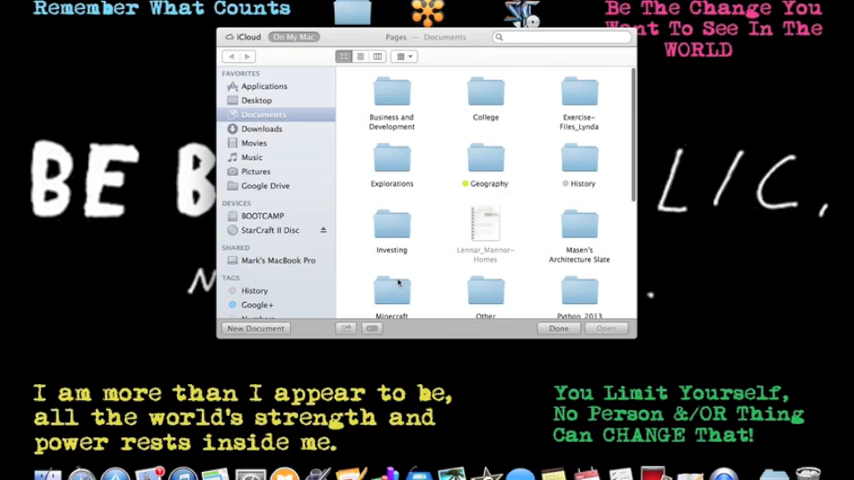 Remember What Counts
Be The Change You
Want To See In The
WORLD
iCloud On My Mac
Pages — Documents
FAVORITES
Applications
Desktop
Documents
Downloads
Movies
Music
Pictures
Google Drive
DEVICES
BOOTCAMP
StarCraft II Disc
SHARED
Mark's MacBook Pro
TAGS
History
Google+
Business and
Development
College
Exercise-
Files_Lynda
Explorations
Geography
History
Investing
Lennar_Mannor-
Homes
Masen's
Architecture Slate
Minecraft
Other
Python 2013
New Document
Done
Open
BE B
LIC,
N
I am more than I appear to be,
all the world's strength and
power rests inside me.
You Limit Yourself,
No Person &/OR Thing
Can CHANGE That!